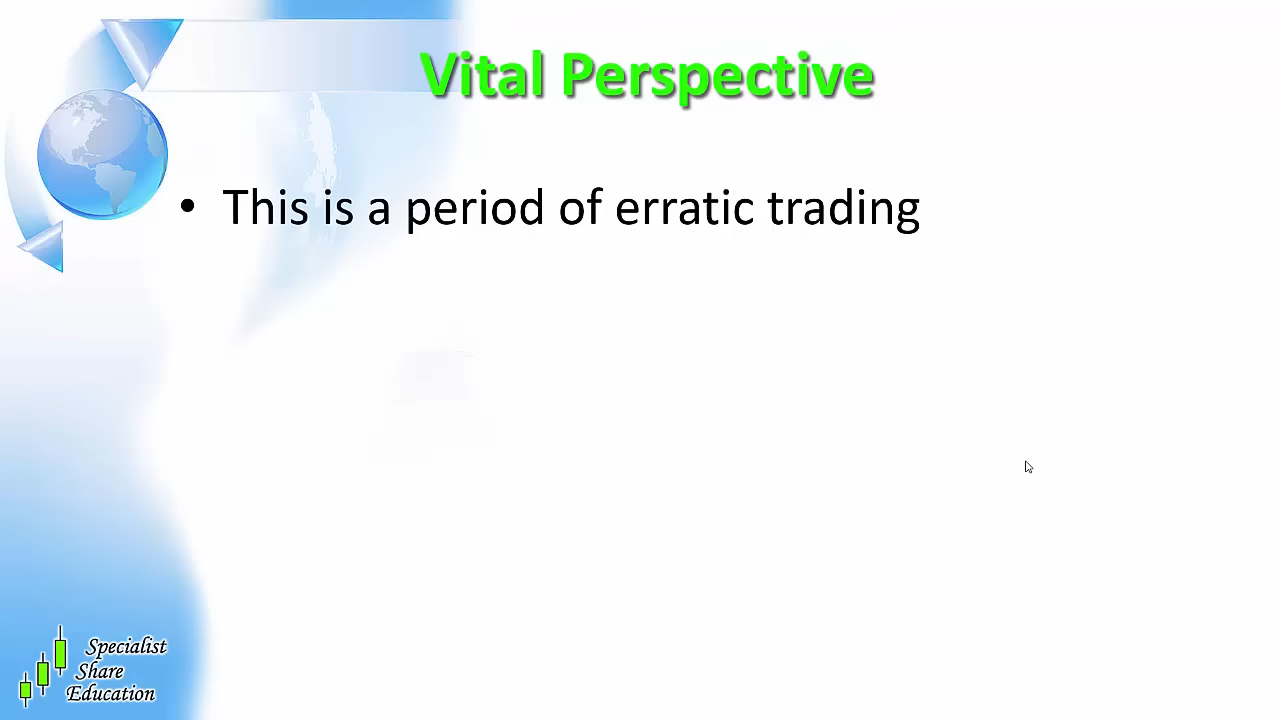 Vital Perspective
• This is a period of erratic trading
Specialist
Share
Education